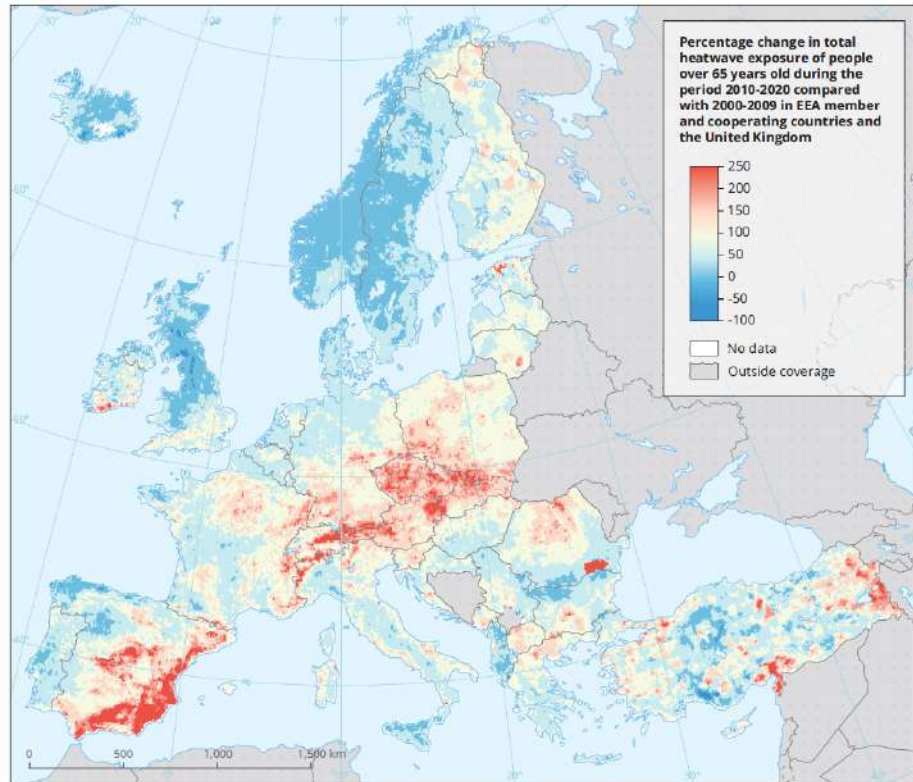 Percentage change in total
heatwave exposure of people
over 65 years old during the
period 2010-2020 compared
with 2000-2009 in EEA member
and cooperating countries and
the United Kingdom
250
200
150
100
50
0
-50
-100
No data
Outside coverage
0 500 1,000 1,500 km